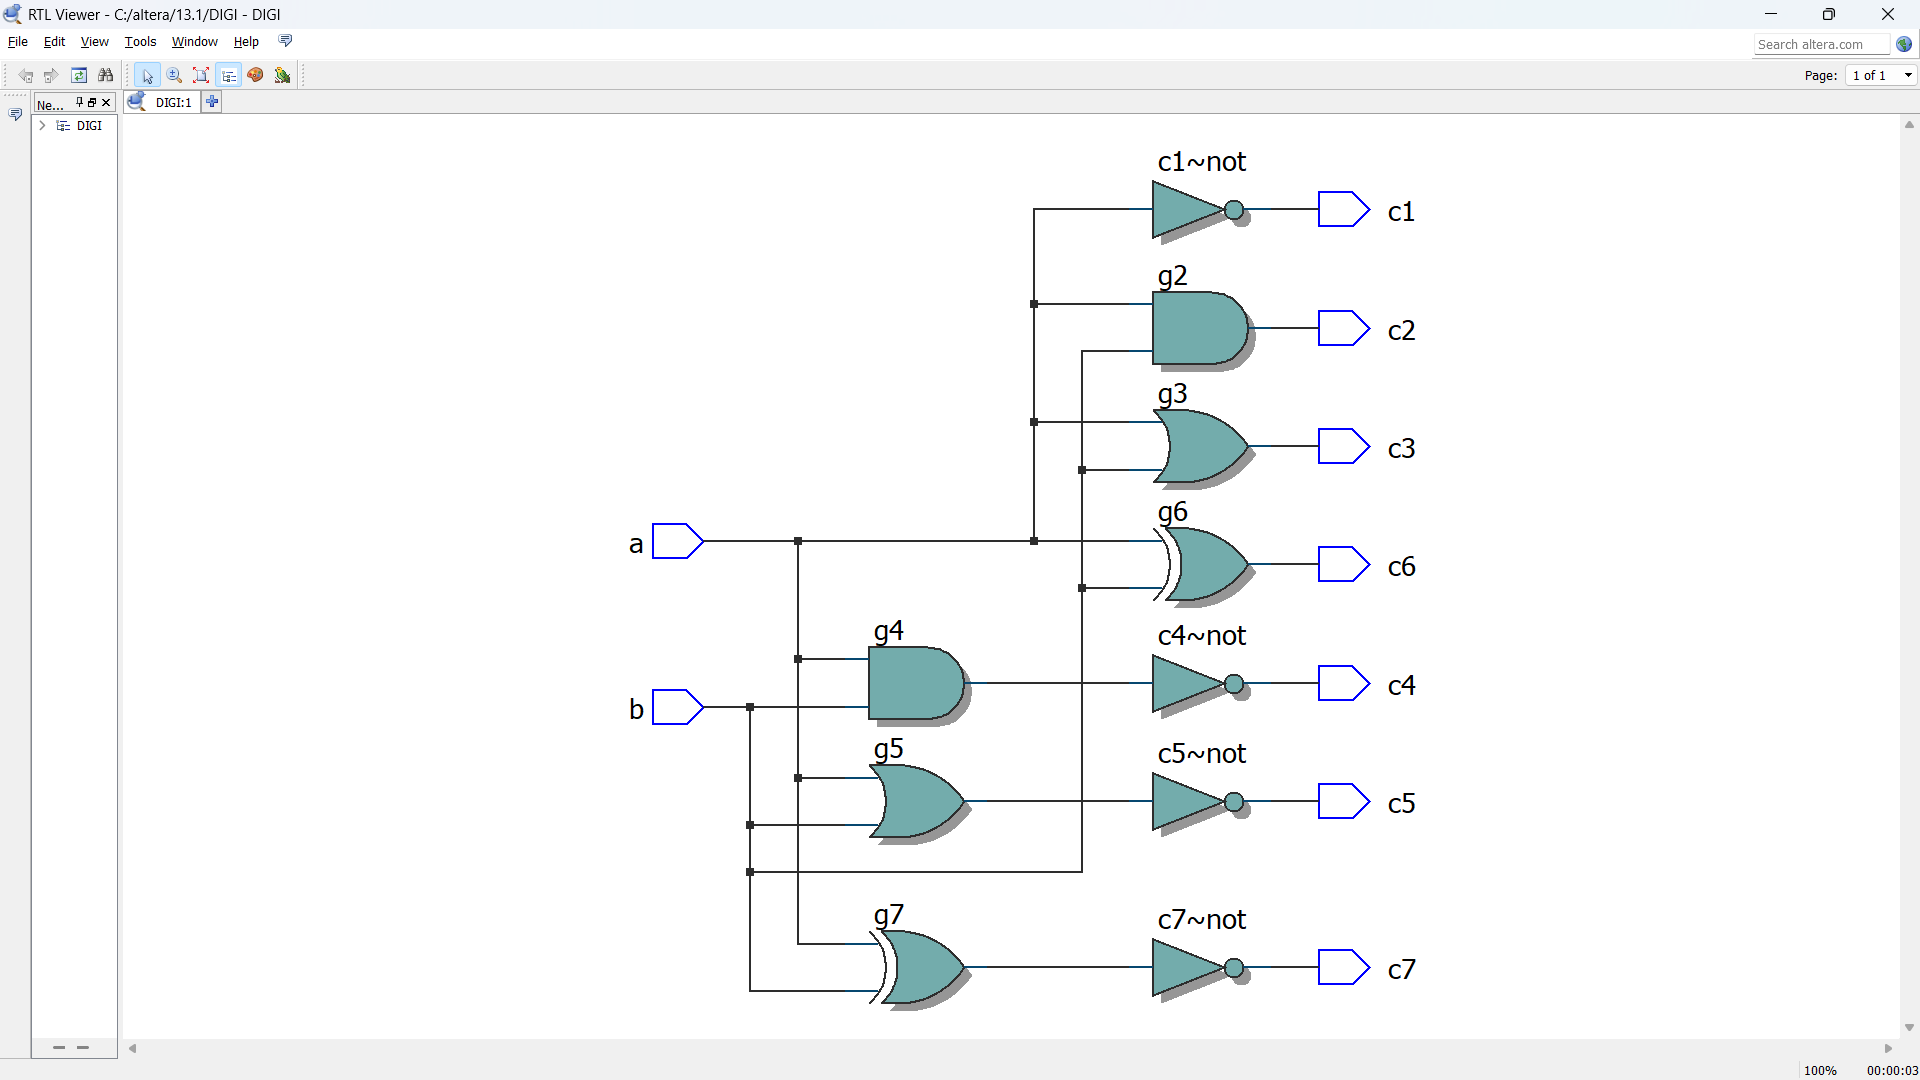 RTL Viewer - C:/altera/13.1/DIGI - DIGI
File Edit View Tools Window Help
Search altera.com
Page: 1 of 1
Ne...
DIGI:1
DIGI
c1~not
c1
g2
c2
g3
c3
g6
c6
a
g4
c4~not
c4
b
g5
c5~not
c5
g7
c7~not
c7
100% 00:00:03